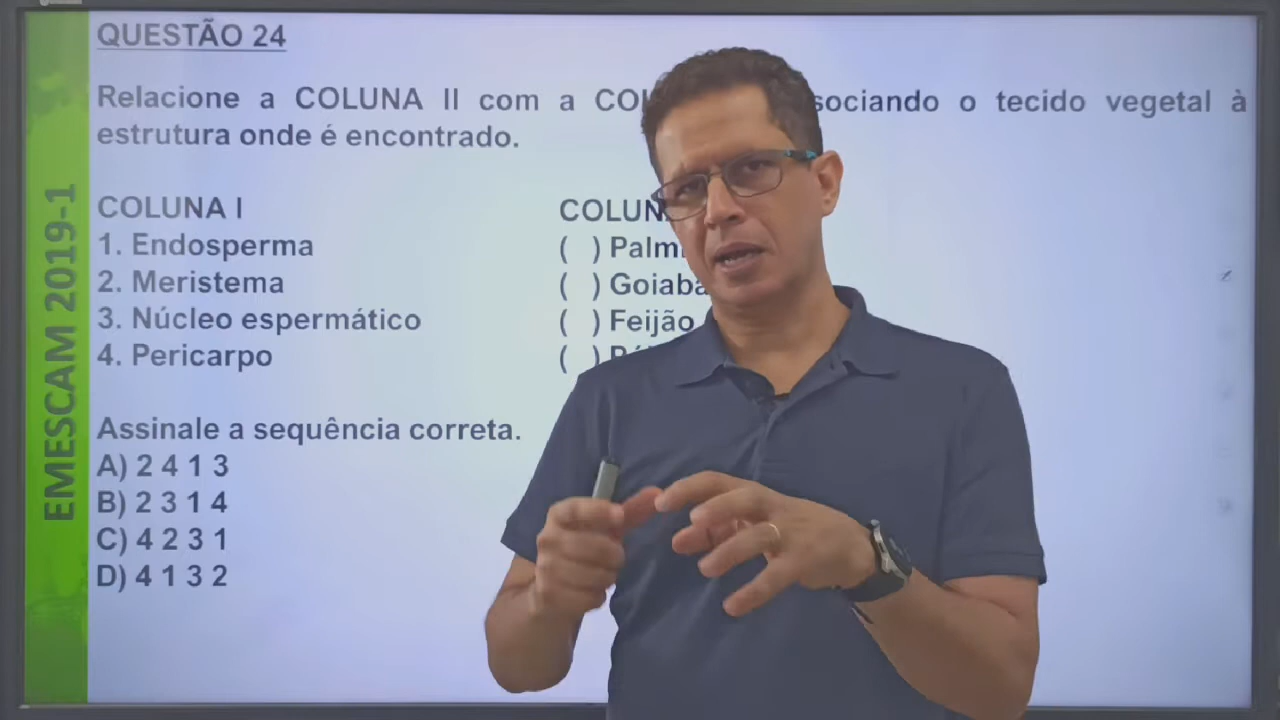 QUESTÃO 24
Relacione a COLUNA II com a sociando o tecido vegetal à
estrutura onde é encontrado.
COLUNA I
1. Endosperma
2. Meristema
3. Núcleo espermático
4. Pericarpo
COLUN
( ) Palm
( ) Goiaba
( ) Feijão
( )
Assinale a sequência correta.
A) 2 4 1 3
B) 2 3 1 4
C) 4 2 3 1
D) 4 1 3 2
EMESCAM 2019-1